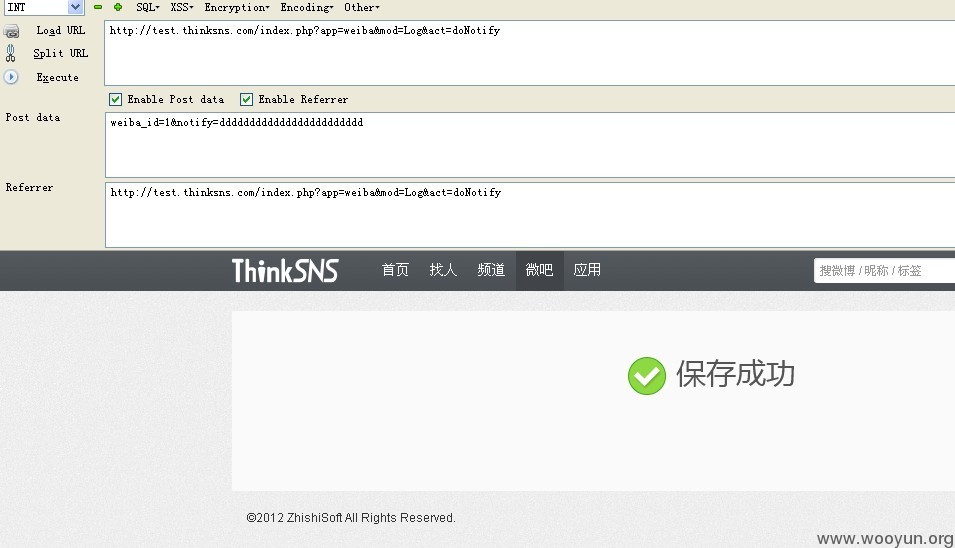 INT SQL▾ XSS▾ Encryption▾ Encoding▾ Other▾
Load URL
http://test.thinksns.com/index.php?app=weiba&mod=Log&act=doNotify
Split URL
Execute
Enable Post data Enable Referrer
Post data
weiba_id=1&notify=dddddddddddddddddddddddd
Referrer
http://test.thinksns.com/index.php?app=weiba&mod=Log&act=doNotify
ThinkSNS 首页 找人 频道 微吧 应用 搜微博 / 昵称 / 标签
保存成功
©2012 ZhishiSoft All Rights Reserved.
www.wooyun.org